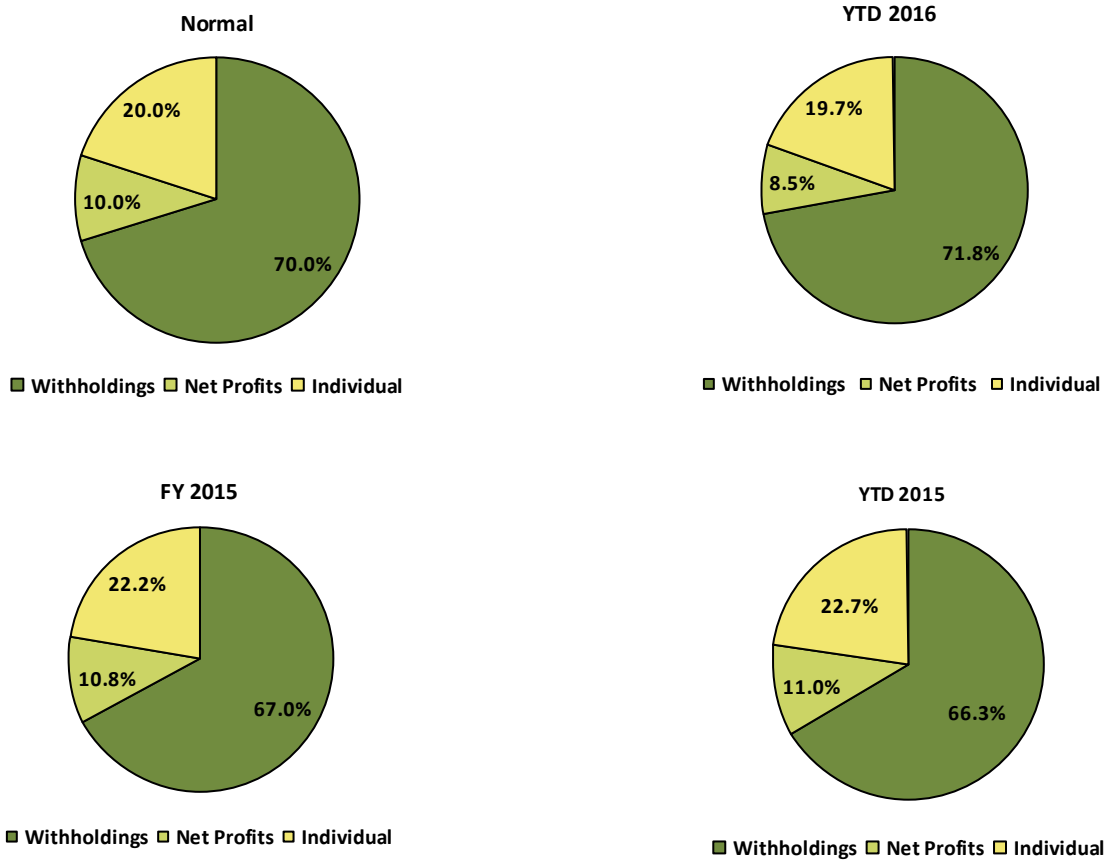 Normal
20.0%
10.0%
70.0%
Withholdings Net Profits Individual
YTD 2016
19.7%
8.5%
71.8%
Withholdings Net Profits Individual
FY 2015
22.2%
10.8%
67.0%
Withholdings Net Profits Individual
YTD 2015
22.7%
11.0%
66.3%
Withholdings Net Profits Individual